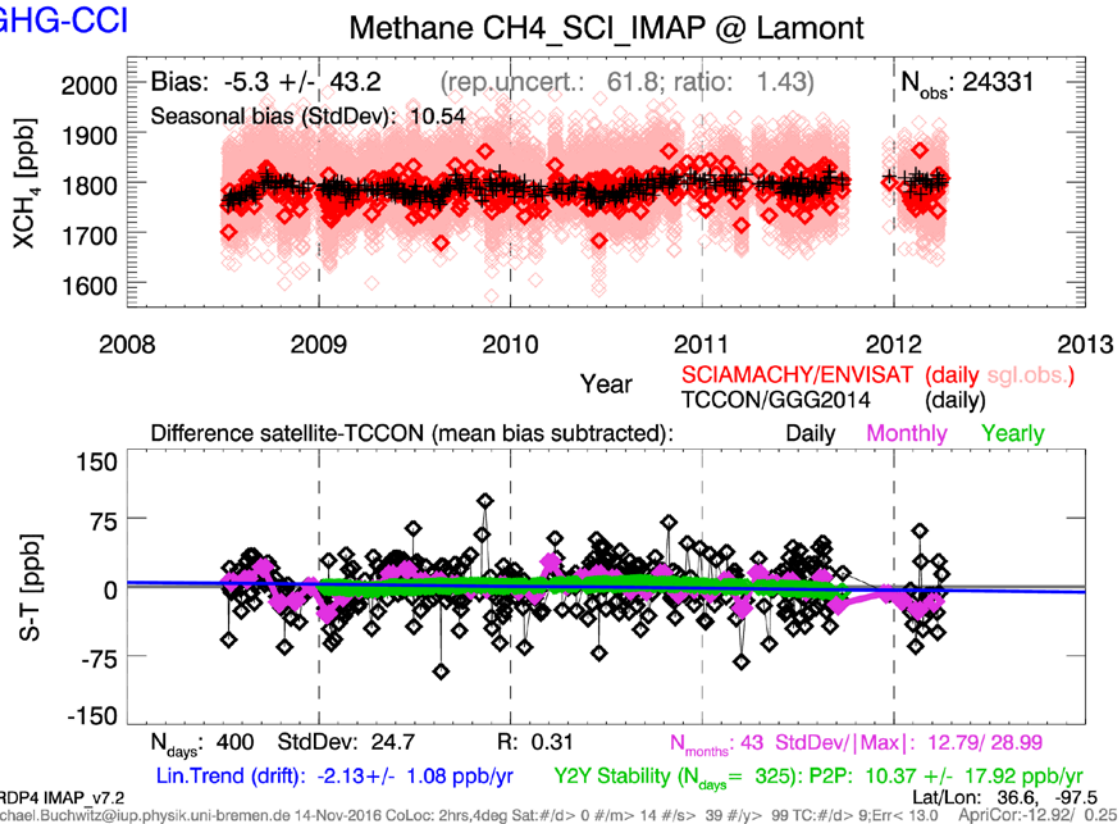 GHG-CCI
Methane CH4_SCI_IMAP @ Lamont
Bias: -5.3 +/- 43.2 (rep.uncert.: 61.8; ratio: 1.43) Nobs: 24331
Seasonal bias (StdDev): 10.54
XCH4 [ppb]
2000
1900
1800
1700
1600
2008 2009 2010 2011 2012 2013
Year
SCIAMACHY/ENVISAT (daily sgl.obs.)
TCCON/GGG2014 (daily)
Difference satellite-TCCON (mean bias subtracted): Daily Monthly Yearly
S-T [ppb]
150
75
0
-75
-150
Ndays: 400 StdDev: 24.7 R: 0.31 Nmonths: 43 StdDev/|Max|: 12.79/ 28.99
Lin.Trend (drift): -2.13+/- 1.08 ppb/yr Y2Y Stability (Ndays= 325): P2P: 10.37 +/- 17.92 ppb/yr
RDP4 IMAP_v7.2 Lat/Lon: 36.6, -97.5
chael.Buchwitz@iup.physik.uni-bremen.de 14-Nov-2016 CoLoc: 2hrs,4deg Sat:#/d> 0 #/m> 14 #/s> 39 #/y> 99 TC:#/d> 9;Err< 13.0 ApriCor:-12.92/ 0.25